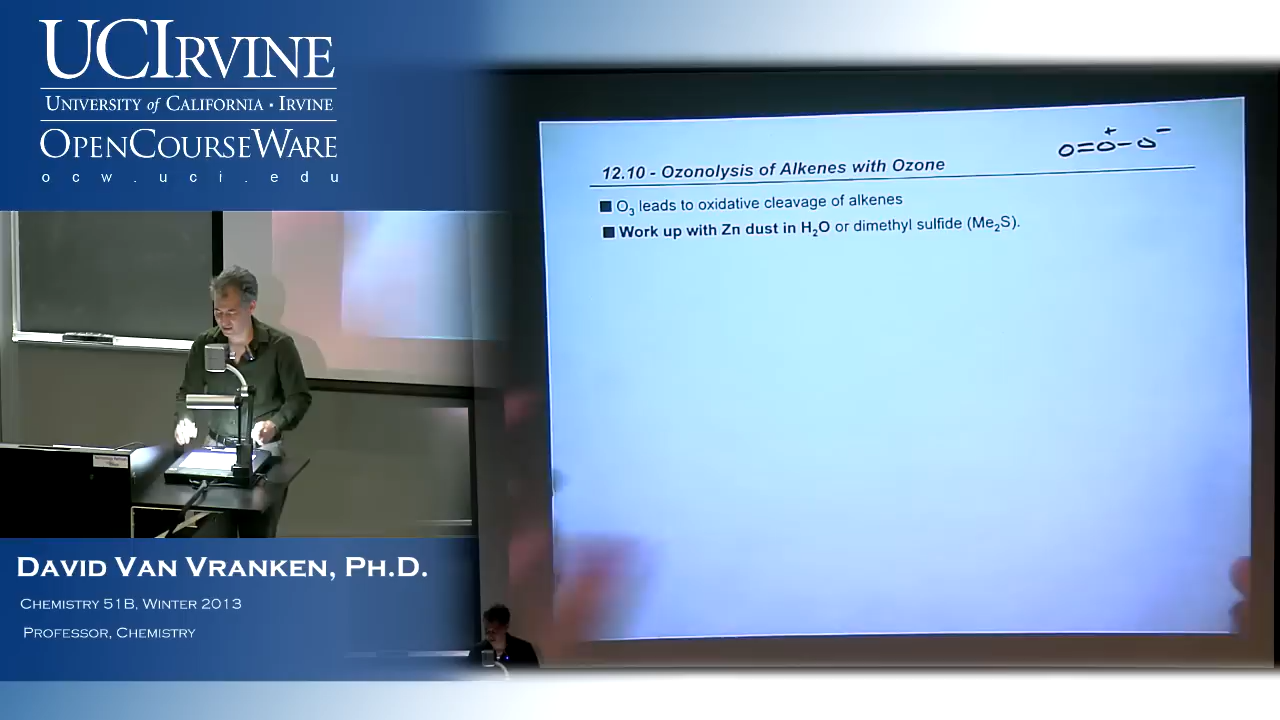 UCIRVINE
UNIVERSITY of CALIFORNIA · IRVINE
OPENCOURSEWARE
ocw.uci.edu
O=O⁺–O⁻
12.10 - Ozonolysis of Alkenes with Ozone
■ O₃ leads to oxidative cleavage of alkenes
■ Work up with Zn dust in H₂O or dimethyl sulfide (Me₂S).
DAVID VAN VRANKEN, PH.D.
CHEMISTRY 51B, WINTER 2013
PROFESSOR, CHEMISTRY